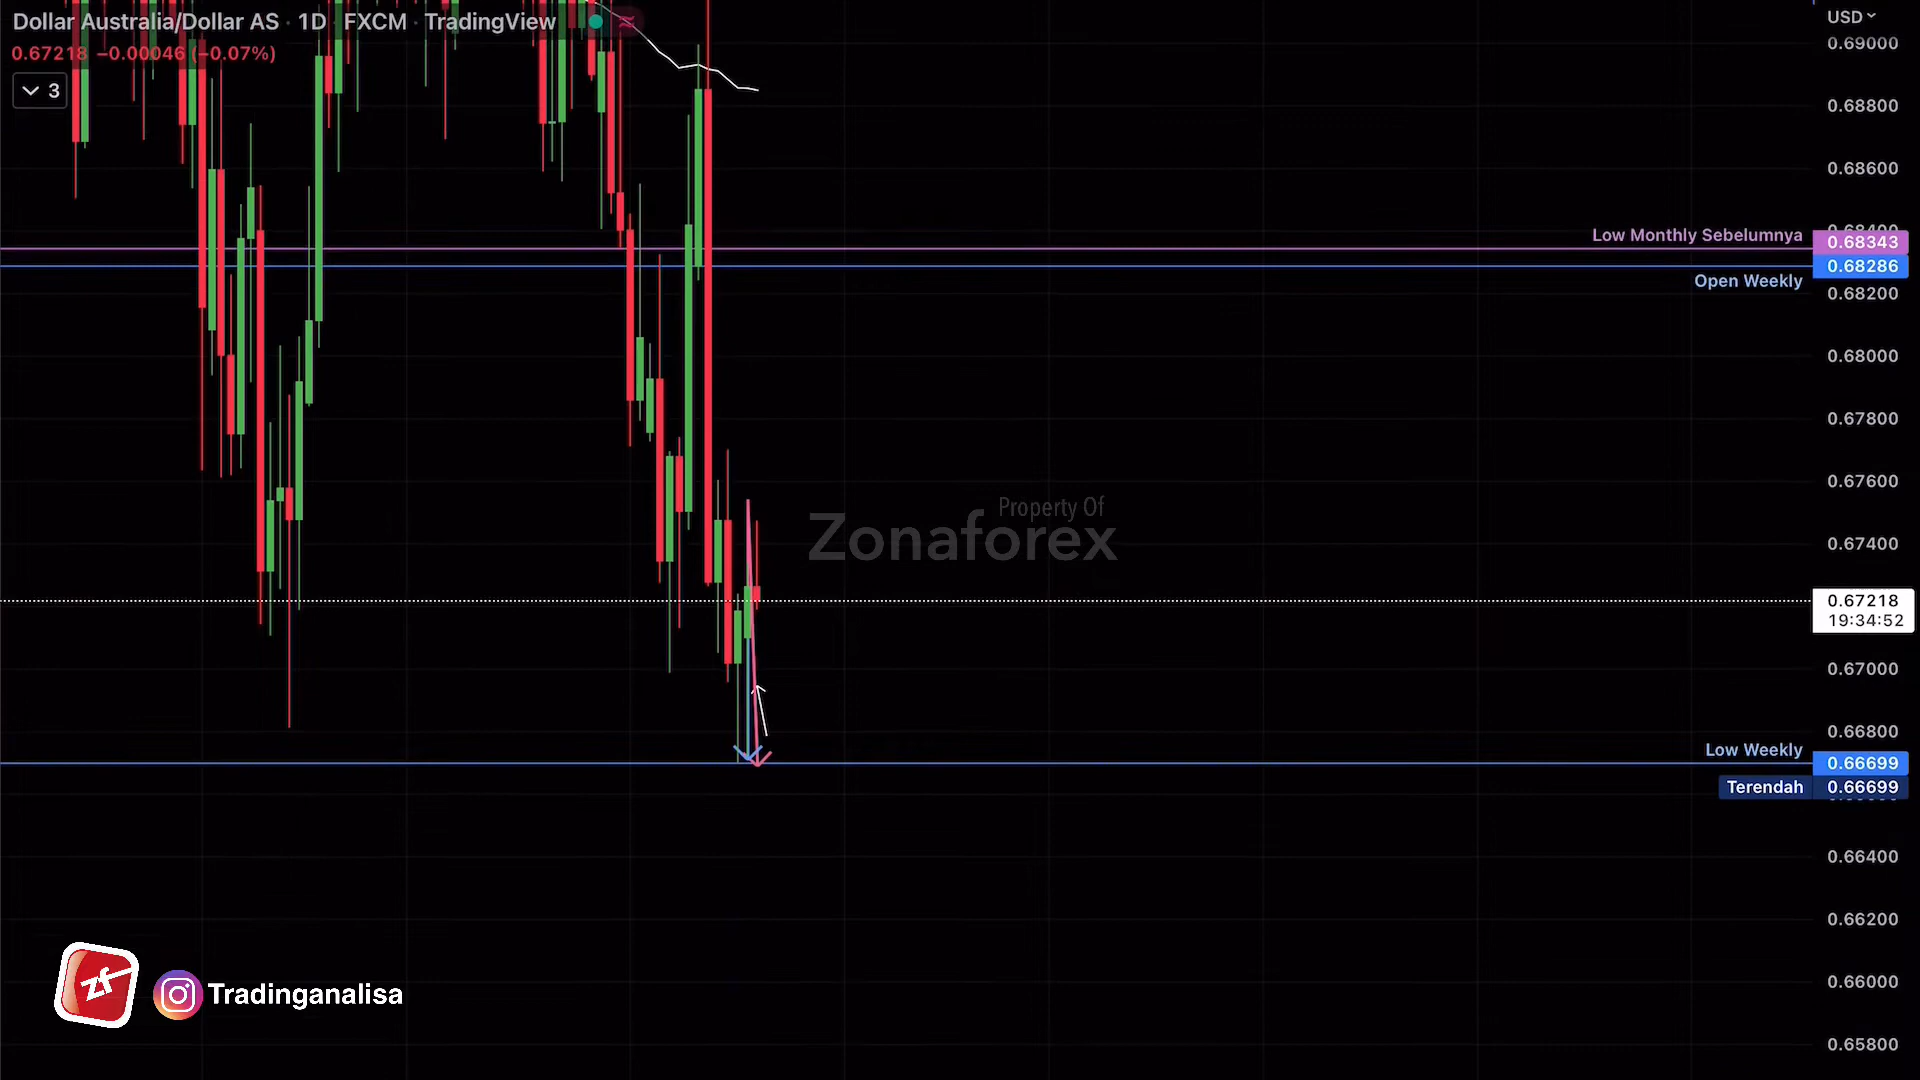 Dollar Australia/Dollar AS · 1D · FXCM · TradingView
0.67218 −0.00046 (−0.07%)
3
USD
0.69000
0.68800
0.68600
Low Monthly Sebelumnya 0.68343
0.68286
Open Weekly
0.68200
0.68000
0.67800
0.67600
Property Of
Zonaforex
0.67400
0.67218
19:34:52
0.67000
0.66800
Low Weekly 0.66699
Terendah 0.66699
0.66400
0.66200
0.66000
0.65800
zf
Tradinganalisa